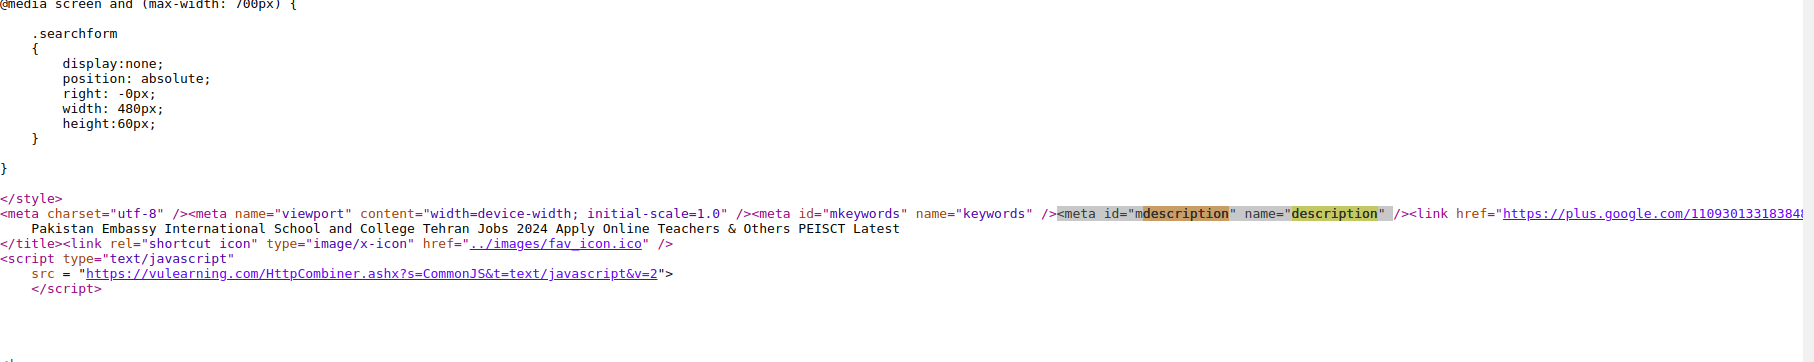 @media screen and (max-width: 700px) {
.searchform
{
display:none;
position: absolute;
right: -0px;
width: 480px;
height:60px;
}
}
</style>
<meta charset="utf-8" /><meta name="viewport" content="width=device-width; initial-scale=1.0" /><meta id="mkeywords" name="keywords" /><meta id="mdescription" name="description" /><link href="https://plus.google.com/110930133183848
Pakistan Embassy International School and College Tehran Jobs 2024 Apply Online Teachers & Others PEISCT Latest
</title><link rel="shortcut icon" type="image/x-icon" href="../images/fav_icon.ico" />
<script type="text/javascript"
src = "https://vulearning.com/HttpCombiner.ashx?s=CommonJS&t=text/javascript&v=2">
</script>